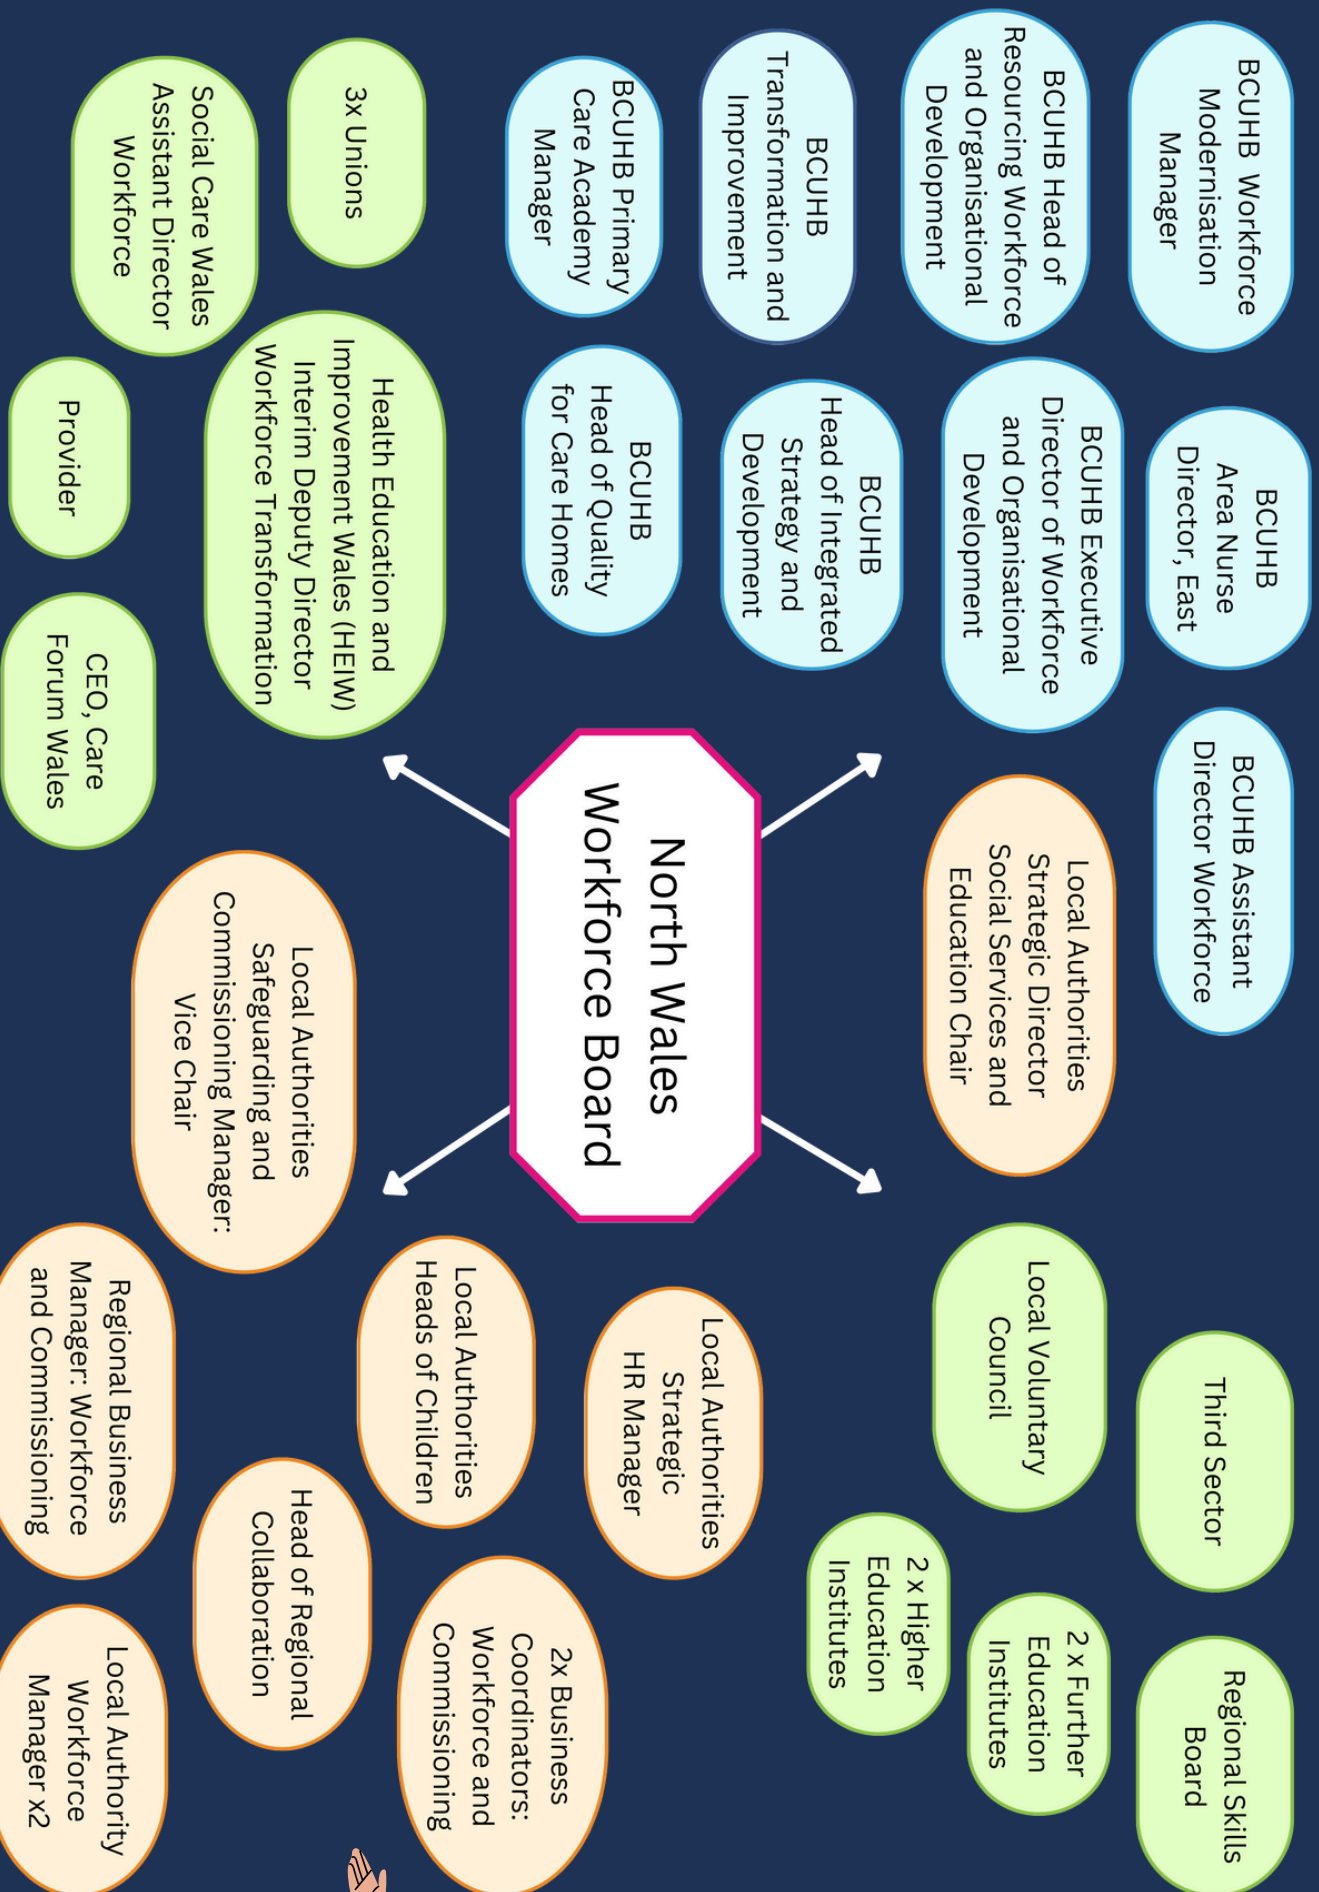 BCUHB Workforce
Modernisation
Manager
BCUHB
Area Nurse
Director, East
BCUHB Assistant
Director Workforce
Third Sector
Regional Skills
Board
BCUHB Head of
Resourcing Workforce
and Organisational
Development
BCUHB Executive
Director of Workforce
and Organisational
Development
Local Authorities
Strategic Director
Social Services and
Education Chair
Local Voluntary
Council
2 x Further
Education
Institutes
2 x Higher
Education
Institutes
BCUHB
Transformation and
Improvement
BCUHB
Head of Integrated
Strategy and
Development
BCUHB Primary
Care Academy
Manager
BCUHB
Head of Quality
for Care Homes
North Wales
Workforce Board
Local Authorities
Strategic
HR Manager
2x Business
Coordinators:
Workforce and
Commissioning
3x Unions
Health Education and
Improvement Wales (HEIW)
Interim Deputy Director
Workforce Transformation
Local Authorities
Heads of Children
Social Care Wales
Assistant Director
Workforce
Local Authorities
Safeguarding and
Commissioning Manager:
Vice Chair
Head of Regional
Collaboration
Provider
CEO, Care
Forum Wales
Regional Business
Manager: Workforce
and Commissioning
Local Authority
Workforce
Manager x2